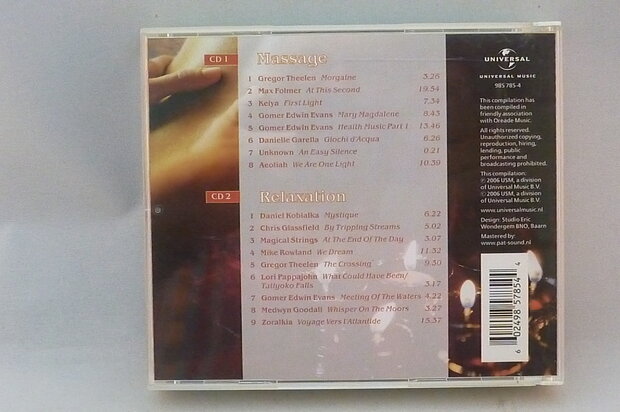 CD 1 Massage
1 Gregor Theelen Morgaine 3.26
2 Max Folmer At This Second 19.54
3 Keiya First Light 7.34
4 Gomer Edwin Evans Mary Magdalene 8.43
5 Gomer Edwin Evans Health Music Part 1 13.46
6 Danielle Garella Giochi d'Acqua 6.26
7 Unknown An Easy Silence 0.21
8 Aeoliah We Are One Light 10.39
CD 2 Relaxation
1 Daniel Kobialka Mystique 6.22
2 Chris Glassfield By Tripping Streams 5.02
3 Magical Strings At The End Of The Day 3.07
4 Mike Rowland We Dream 11.32
5 Gregor Theelen The Crossing 9.30
6 Lori Pappajohn What Could Have Been/
Tatlyoko Falls 3.17
7 Gomer Edwin Evans Meeting Of The Waters 4.22
8 Medwyn Goodall Whisper On The Moors 3.27
9 Zoralkia Voyage Vers l'Atlantide 15.37
UNIVERSAL
UNIVERSAL MUSIC
985 785-4
This compilation has
been compiled in
friendly association
with Oreade Music.
All rights reserved.
Unauthorized copying,
reproduction, hiring,
lending, public
performance and
broadcasting prohibited.
This compilation:
℗ 2006 USM, a division
of Universal Music B.V.
© 2006 USM, a division
of Universal Music B.V.
www.universalmusic.nl
Design: Studio Eric
Wondergem BNO, Baarn
Mastered by:
www.pat-sound.nl
6 02498 57854 4